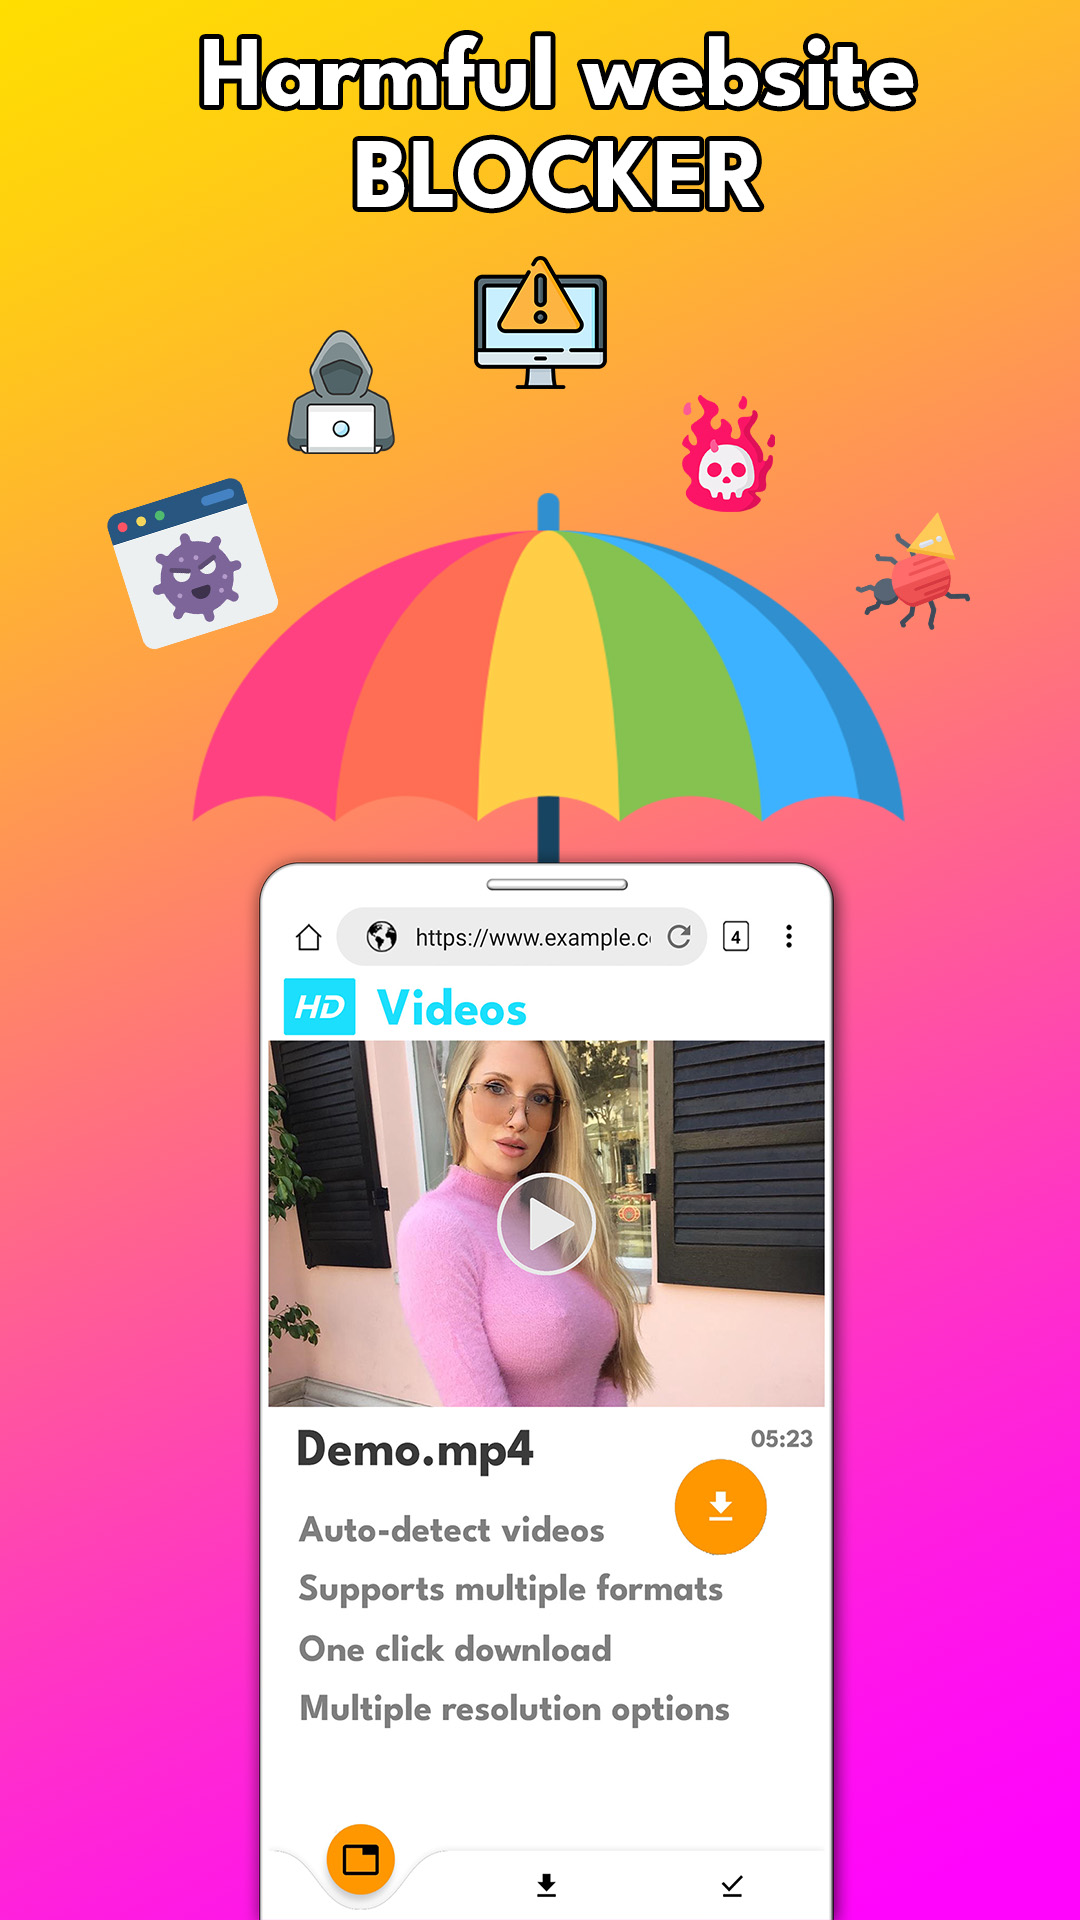 Harmful website
BLOCKER
https://www.example.c
4
HD Videos
Demo.mp4
05:23
Auto-detect videos
Supports multiple formats
One click download
Multiple resolution options